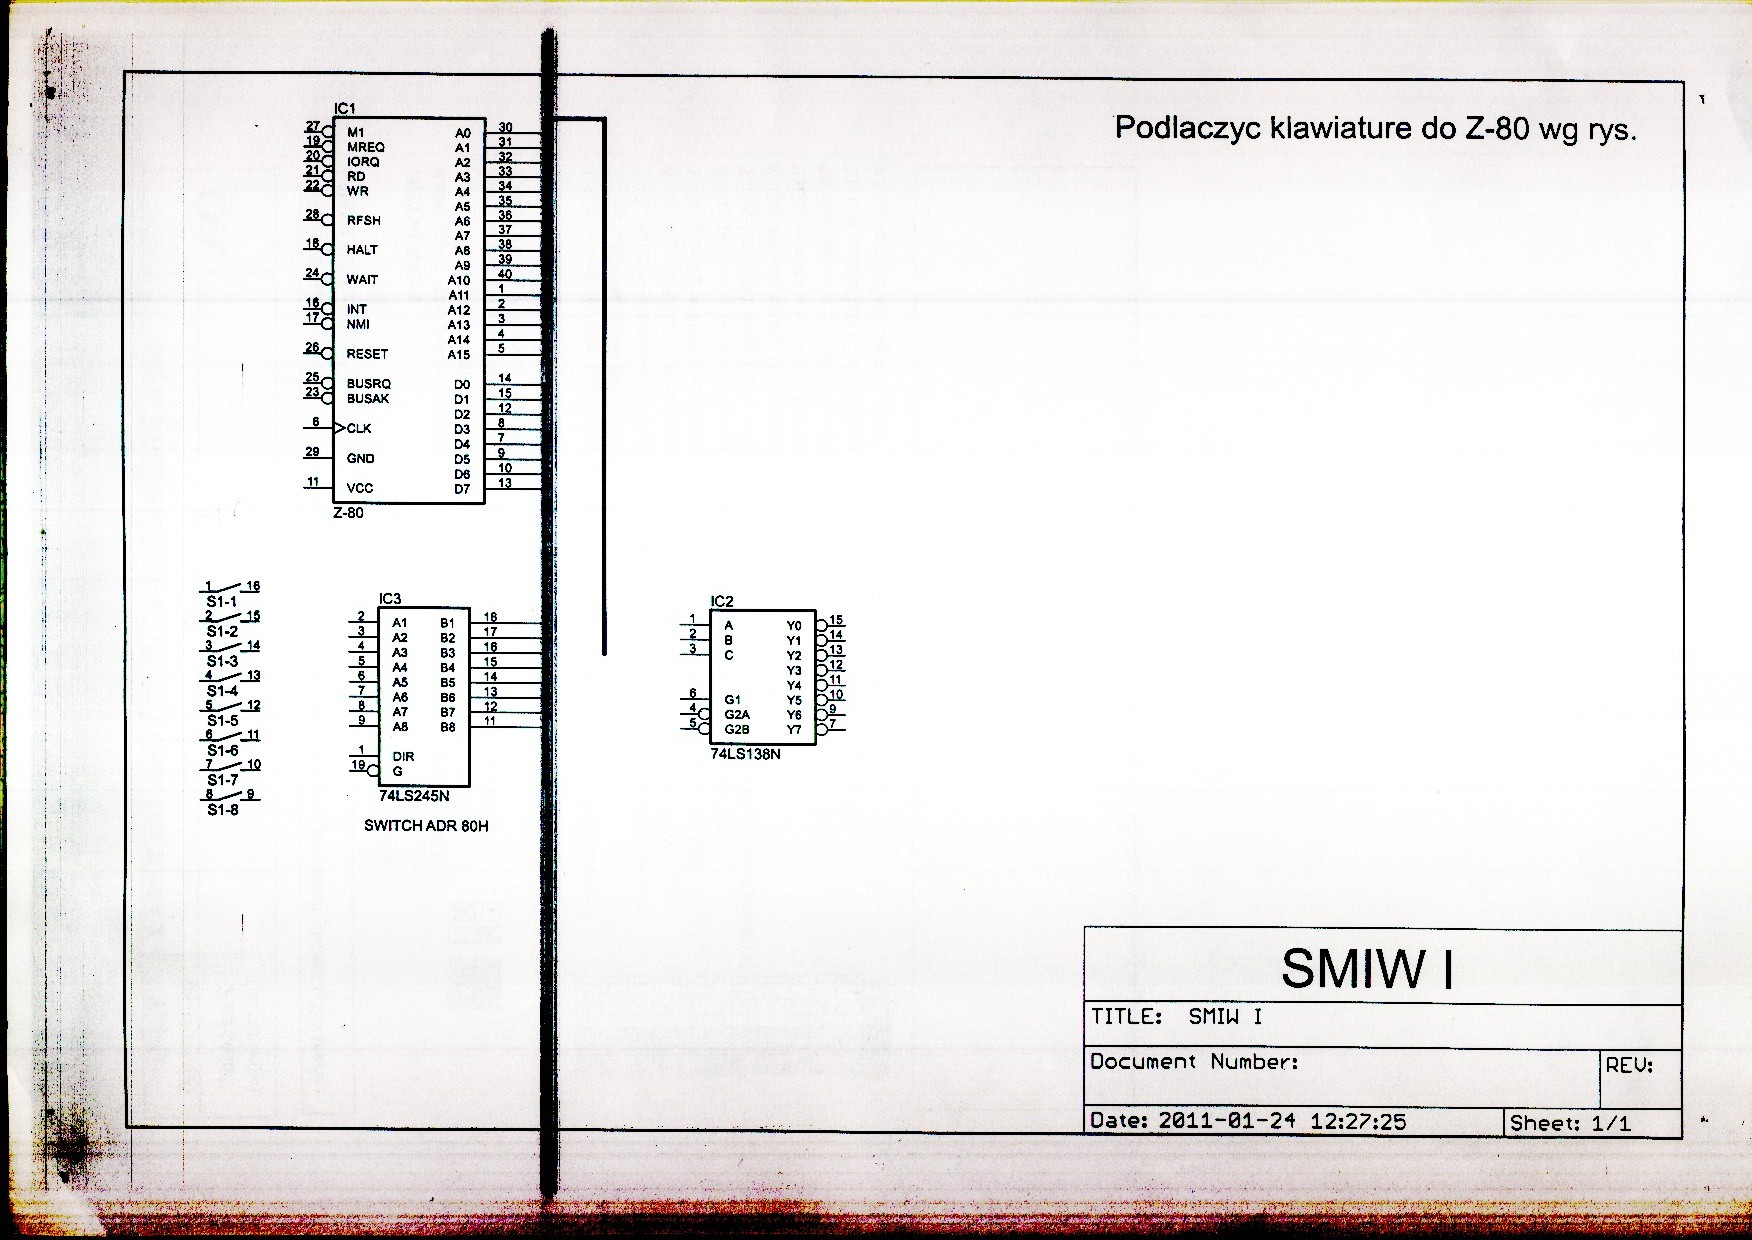 Podlaczyc klawiature do Z-80 wg rys.
IC1
27 M1 A0 30
19 MREQ A1 31
20 IORQ A2 32
21 RD A3 33
22 WR A4 34
A5 35
28 RFSH A6 36
A7 37
18 HALT A8 38
A9 39
24 WAIT A10 40
A11 1
16 INT A12 2
17 NMI A13 3
A14 4
26 RESET A15 5
25 BUSRQ D0 14
23 BUSAK D1 15
D2 12
6 CLK D3 8
D4 7
29 GND D5 9
D6 10
11 VCC D7 13
Z-80
1 16
S1-1
2 15
S1-2
3 14
S1-3
4 13
S1-4
5 12
S1-5
6 11
S1-6
7 10
S1-7
8 9
S1-8
IC3
2 A1 B1 18
3 A2 B2 17
4 A3 B3 16
5 A4 B4 15
6 A5 B5 14
7 A6 B6 13
8 A7 B7 12
9 A8 B8 11
1 DIR
19 G
74LS245N
SWITCH ADR 80H
IC2
1 A Y0 15
2 B Y1 14
3 C Y2 13
Y3 12
Y4 11
6 G1 Y5 10
4 G2A Y6 9
5 G2B Y7 7
74LS138N
SMIW I
TITLE: SMIW I
Document Number:
REV:
Date: 2011-01-24 12:27:25
Sheet: 1/1